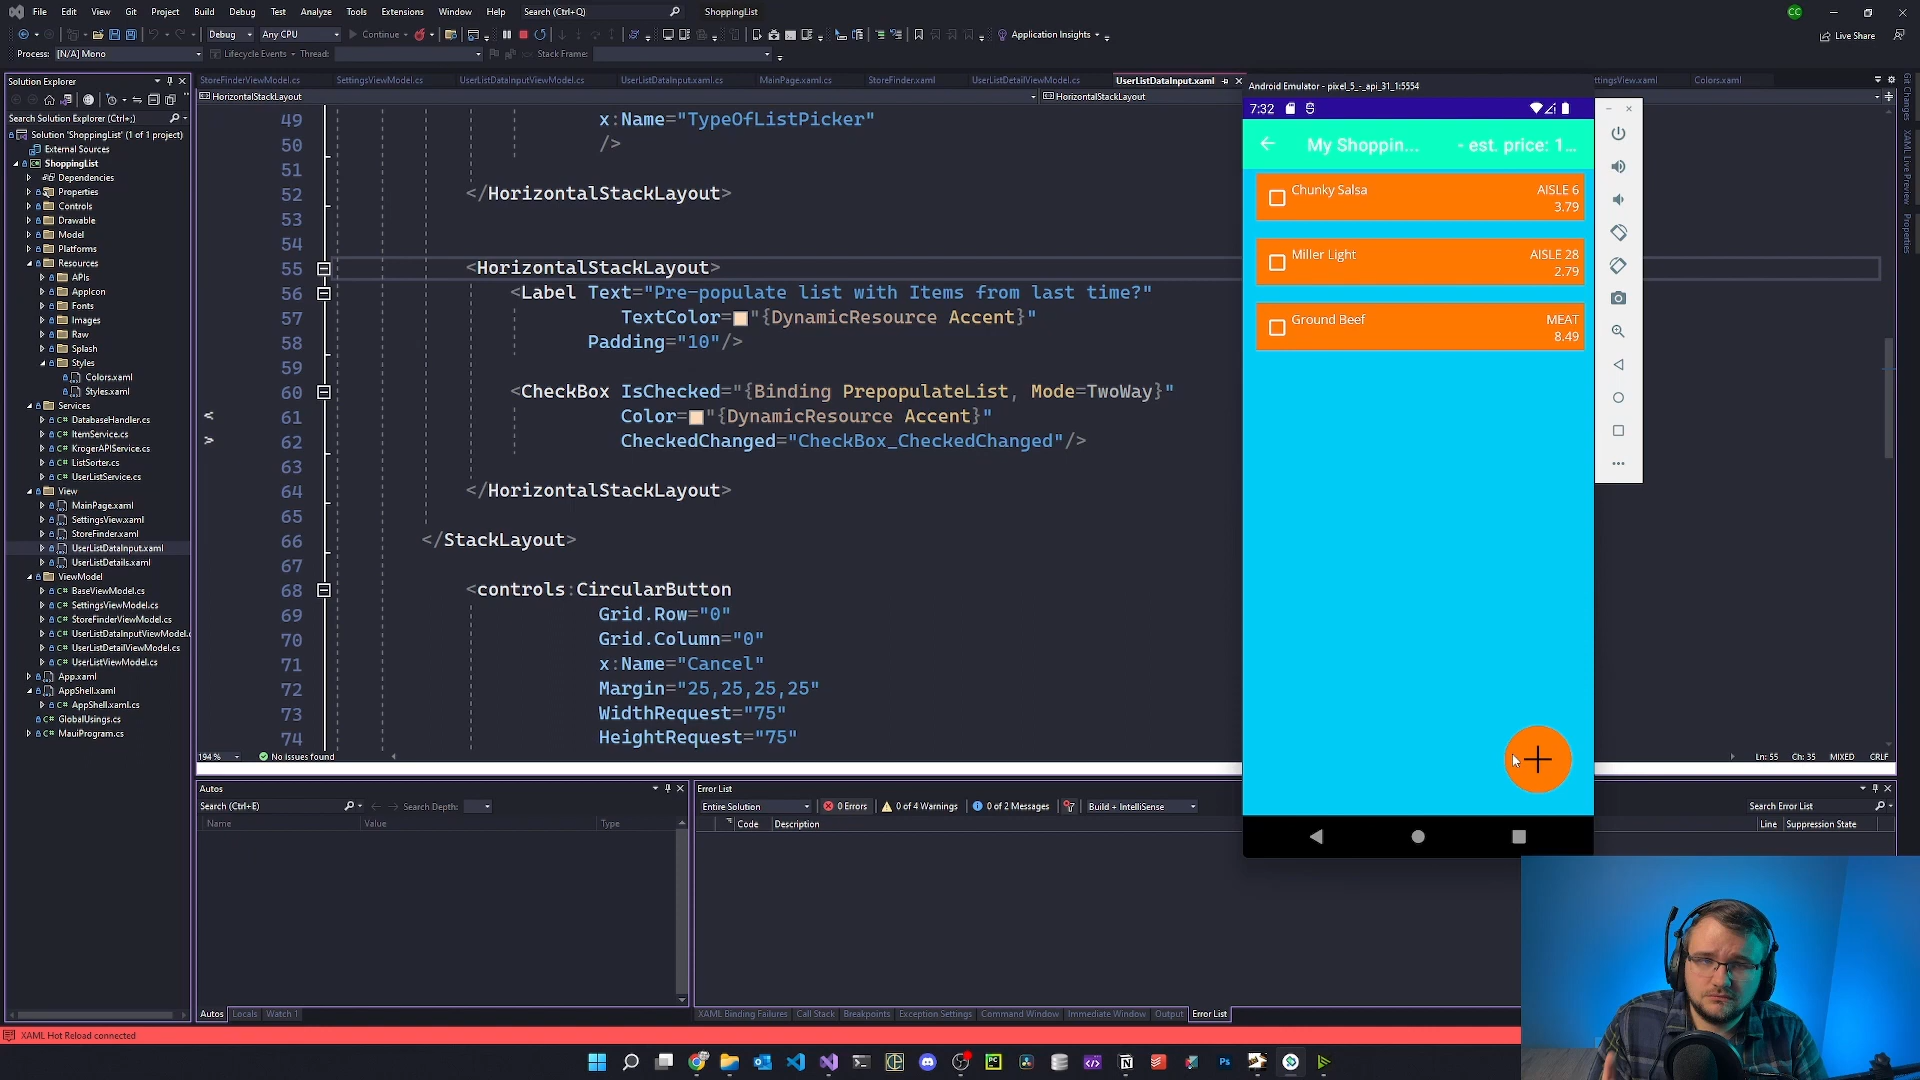 File Edit View Git Project Build Debug Test Analyze Tools Extensions Window Help Search (Ctrl+Q) ShoppingList
CC
Debug Any CPU Continue Application Insights Live Share
Process: [N/A] Mono Lifecycle Events Thread: Stack Frame:
Solution Explorer
Search Solution Explorer (Ctrl+;)
Solution 'ShoppingList' (1 of 1 project)
External Sources
ShoppingList
Dependencies
Properties
Controls
Drawable
Model
Platforms
Resources
APIs
AppIcon
Fonts
Images
Raw
Splash
Styles
Colors.xaml
Styles.xaml
Services
DatabaseHandler.cs
ItemService.cs
KrogerAPIService.cs
ListSorter.cs
UserListService.cs
View
MainPage.xaml
SettingsView.xaml
StoreFinder.xaml
UserListDataInput.xaml
UserListDetails.xaml
ViewModel
BaseViewModel.cs
SettingsViewModel.cs
StoreFinderViewModel.cs
UserListDataInputViewModel.c
UserListDetailViewModel.cs
UserListViewModel.cs
App.xaml
AppShell.xaml
AppShell.xaml.cs
GlobalUsings.cs
MauiProgram.cs
StoreFinderViewModel.cs SettingsViewModel.cs UserListDataInputViewModel.cs UserListDataInput.xaml.cs MainPage.xaml.cs StoreFinder.xaml UserListDetailViewModel.cs UserListDataInput.xaml ttingsView.xaml Colors.xaml
HorizontalStackLayout HorizontalStackLayout
49 x:Name="TypeOfListPicker"
50 />
51
52 </HorizontalStackLayout>
53
54
55 <HorizontalStackLayout>
56 <Label Text="Pre-populate list with Items from last time?"
57 TextColor="{DynamicResource Accent}"
58 Padding="10"/>
59
60 <CheckBox IsChecked="{Binding PrepopulateList, Mode=TwoWay}"
61 Color="{DynamicResource Accent}"
62 CheckedChanged="CheckBox_CheckedChanged"/>
63
64 </HorizontalStackLayout>
65
66 </StackLayout>
67
68 <controls:CircularButton
69 Grid.Row="0"
70 Grid.Column="0"
71 x:Name="Cancel"
72 Margin="25,25,25,25"
73 WidthRequest="75"
74 HeightRequest="75"
194 % No issues found Ln: 55 Ch: 35 MIXED CRLF
Android Emulator - pixel_5_-_api_31_1:5554
7:32
My Shoppin... - est. price: 1...
Chunky Salsa AISLE 6
3.79
Miller Light AISLE 28
2.79
Ground Beef MEAT
8.49
Git Changes
XAML Live Preview
Properties
Autos
Search (Ctrl+E) Search Depth:
Name Value Type
Autos Locals Watch 1
Error List
Entire Solution 0 Errors 0 of 4 Warnings 0 of 2 Messages Build + IntelliSense Search Error List
Code Description Line Suppression State
XAML Binding Failures Call Stack Breakpoints Exception Settings Command Window Immediate Window Output Error List
XAML Hot Reload connected
PC
Ps